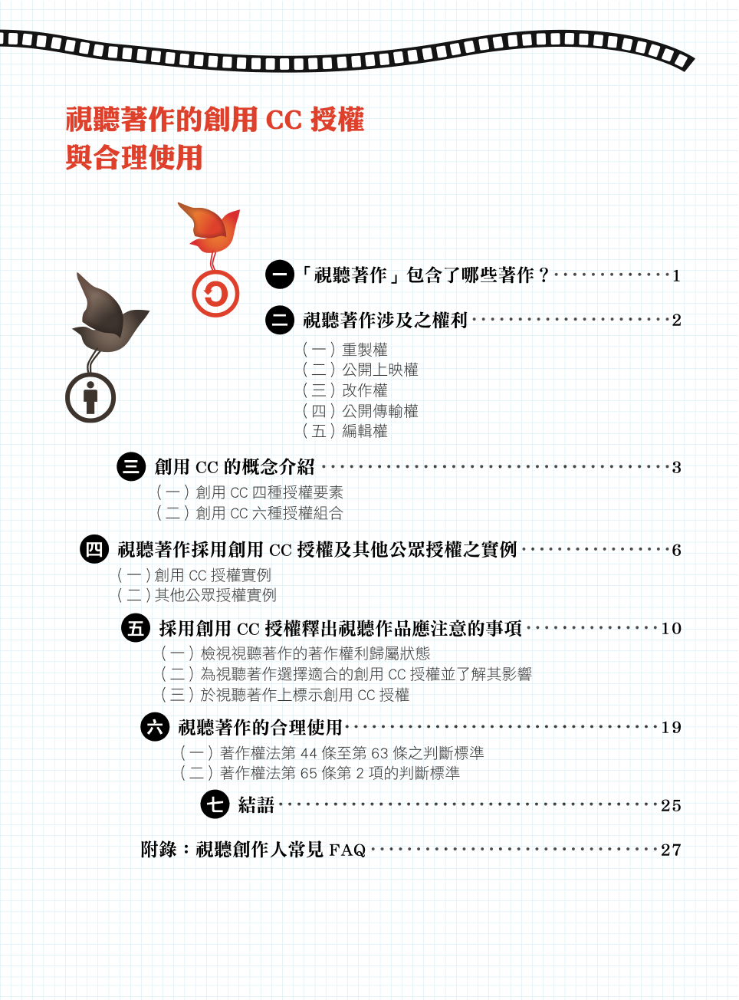 視聽著作的創用 CC 授權
與合理使用
一 「視聽著作」包含了哪些著作？ 1
二 視聽著作涉及之權利 2
（一）重製權
（二）公開上映權
（三）改作權
（四）公開傳輸權
（五）編輯權
三 創用 CC 的概念介紹 3
（一）創用 CC 四種授權要素
（二）創用 CC 六種授權組合
四 視聽著作採用創用 CC 授權及其他公眾授權之實例 6
（一）創用 CC 授權實例
（二）其他公眾授權實例
五 採用創用 CC 授權釋出視聽作品應注意的事項 10
（一）檢視視聽著作的著作權利歸屬狀態
（二）為視聽著作選擇適合的創用 CC 授權並了解其影響
（三）於視聽著作上標示創用 CC 授權
六 視聽著作的合理使用 19
（一）著作權法第 44 條至第 63 條之判斷標準
（二）著作權法第 65 條第 2 項的判斷標準
七 結語 25
附錄：視聽創作人常見 FAQ 27